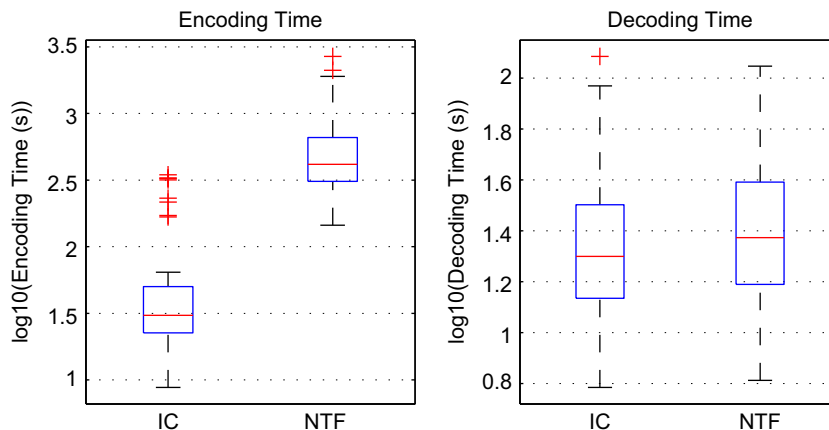 Encoding Time
log10(Encoding Time (s))
3.5
3
2.5
2
1.5
1
IC
NTF
Decoding Time
log10(Decoding Time (s))
2
1.8
1.6
1.4
1.2
1
0.8
IC
NTF